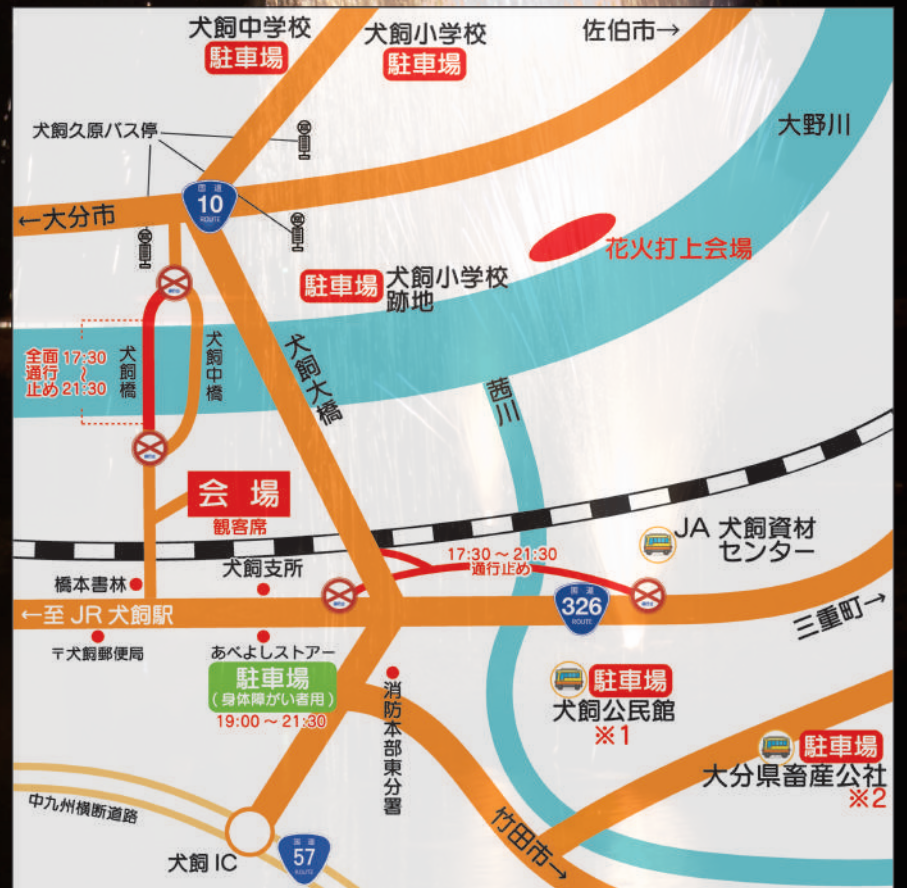 犬飼中学校
駐車場
犬飼小学校
駐車場
佐伯市→
犬飼久原バス停
大野川
国道
10
ROUTE
←大分市
花火打上会場
駐車場
犬飼小学校
跡地
全面
通行
止め
17:30
～
21:30
犬飼橋
犬飼中橋
犬飼大橋
茜川
会場
観客席
JA 犬飼資材
センター
17:30 ～ 21:30
通行止め
橋本書林
犬飼支所
国道
326
ROUTE
←至 JR 犬飼駅
三重町→
〒犬飼郵便局
あべよしストアー
駐車場
(身体障がい者用)
19:00 ～ 21:30
消防本部東分署
駐車場
犬飼公民館
※1
駐車場
大分県畜産公社
※2
中九州横断道路
竹田市→
犬飼 IC
国道
57
ROUTE